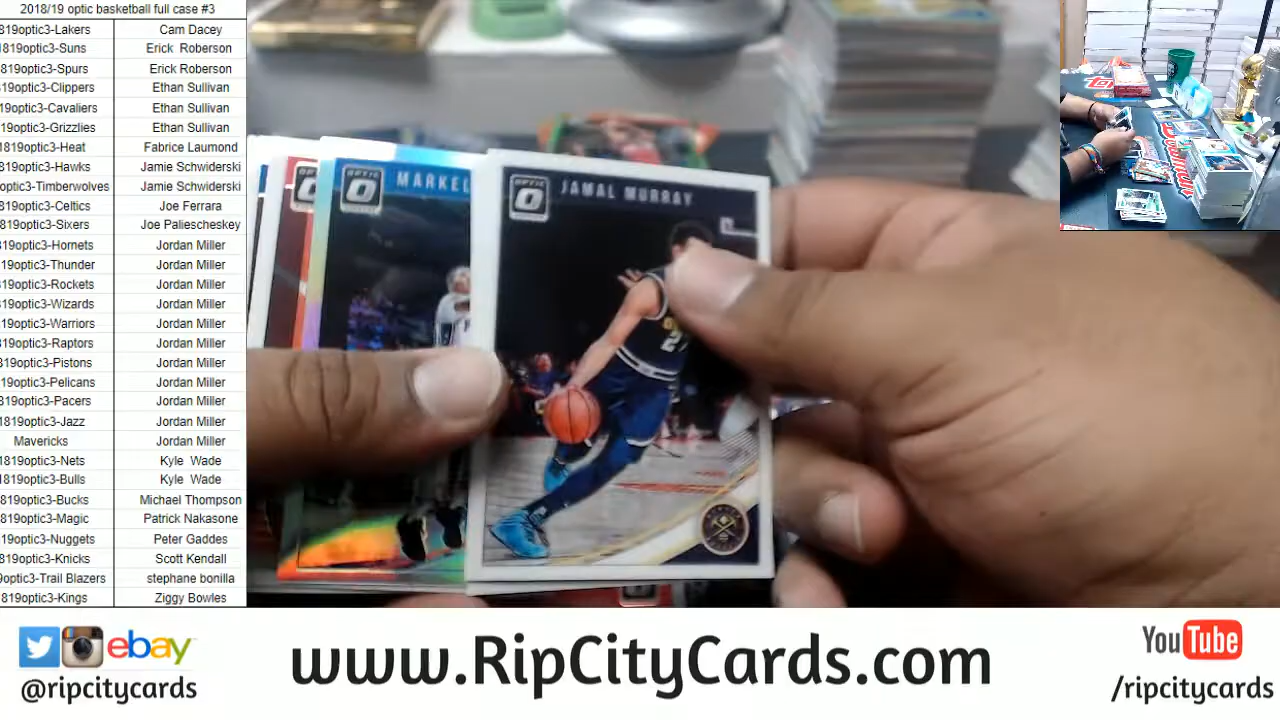 2018/19 optic basketball full case #3
819optic3-Lakers Cam Dacey
819optic3-Suns Erick Roberson
819optic3-Spurs Erick Roberson
819optic3-Clippers Ethan Sullivan
19optic3-Cavaliers Ethan Sullivan
19optic3-Grizzlies Ethan Sullivan
819optic3-Heat Fabrice Laumond
819optic3-Hawks Jamie Schwiderski
optic3-Timberwolves Jamie Schwiderski
819optic3-Celtics Joe Ferrara
819optic3-Sixers Joe Paliescheskey
19optic3-Hornets Jordan Miller
19optic3-Thunder Jordan Miller
19optic3-Rockets Jordan Miller
19optic3-Wizards Jordan Miller
19optic3-Warriors Jordan Miller
19optic3-Raptors Jordan Miller
819optic3-Pistons Jordan Miller
19optic3-Pelicans Jordan Miller
819optic3-Pacers Jordan Miller
1819optic3-Jazz Jordan Miller
Mavericks Jordan Miller
1819optic3-Nets Kyle Wade
1819optic3-Bulls Kyle Wade
819optic3-Bucks Michael Thompson
819optic3-Magic Patrick Nakasone
19optic3-Nuggets Peter Gaddes
819optic3-Knicks Scott Kendall
9optic3-Trail Blazers stephane bonilla
819optic3-Kings Ziggy Bowles
OPTIC
MARKEL
OPTIC
JAMAL MURRAY
ebay
@ripcitycards
www.RipCityCards.com
YouTube
/ripcitycards